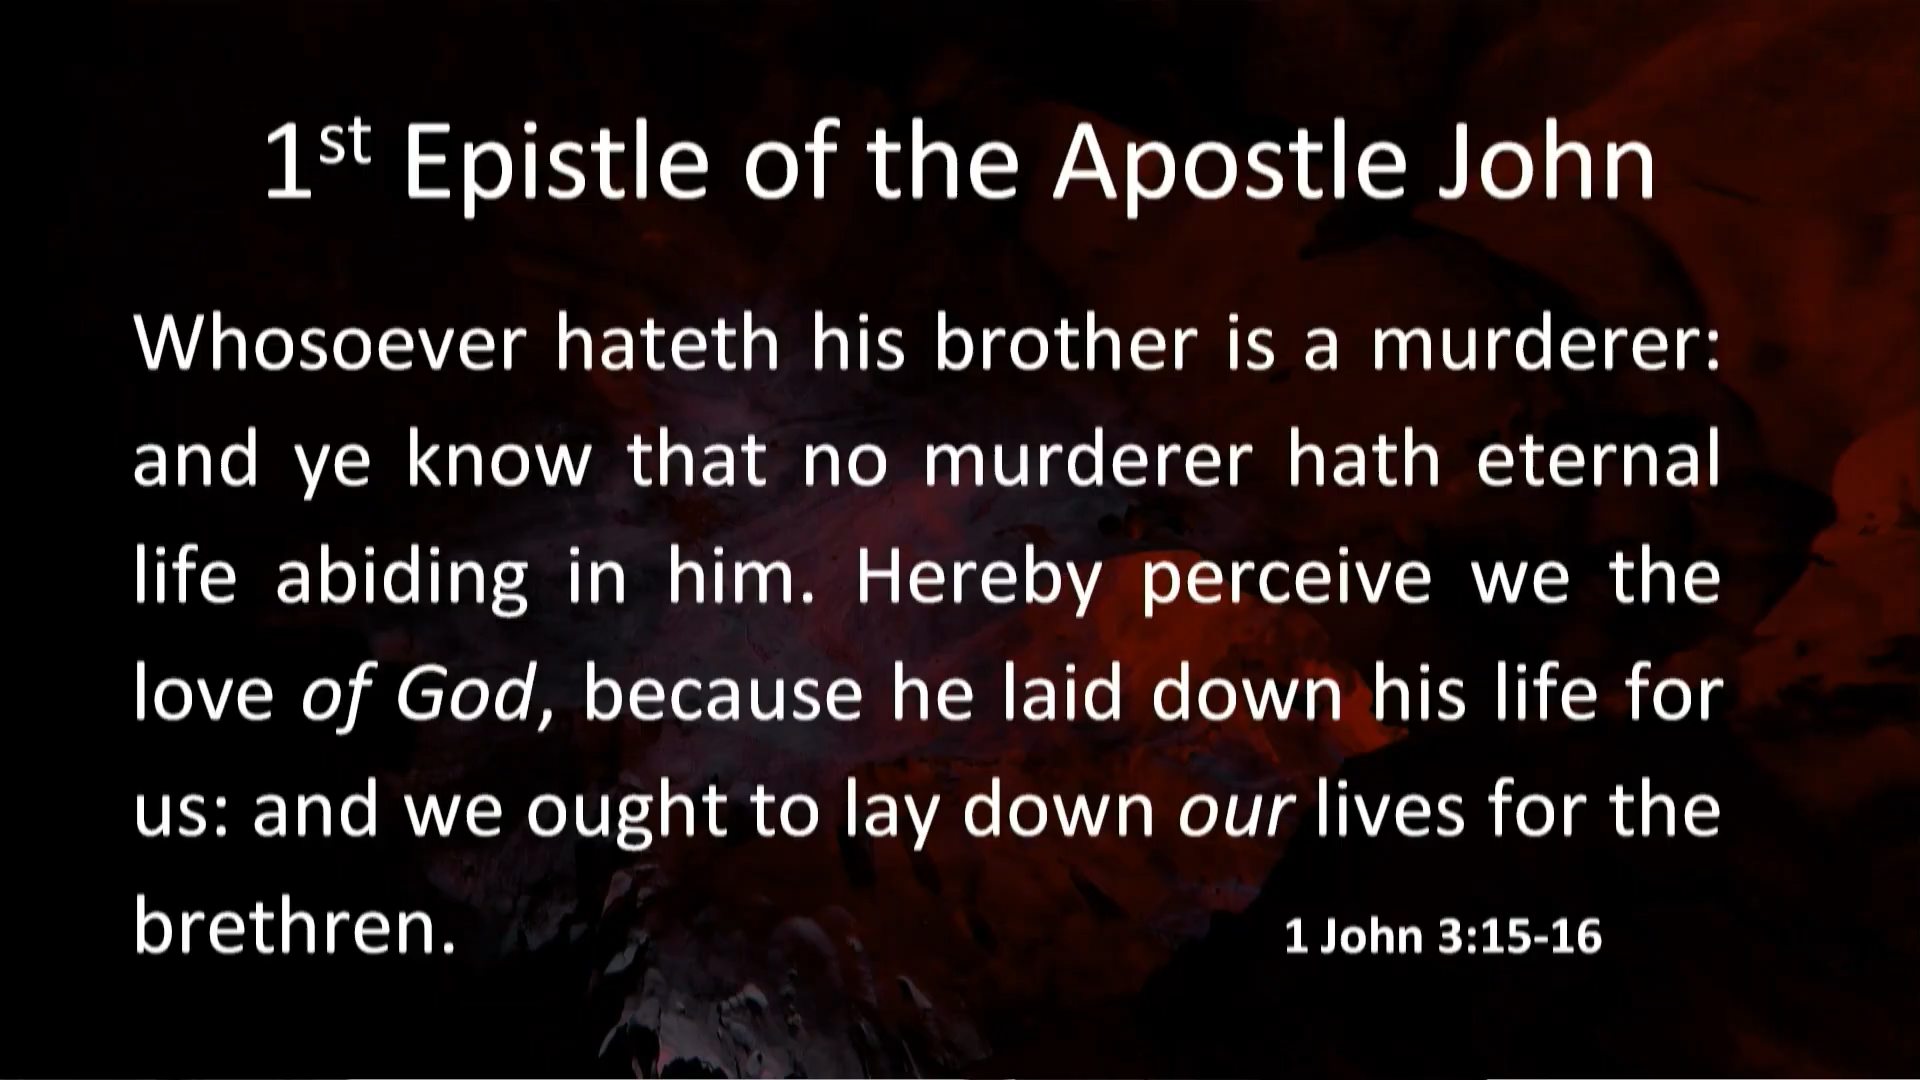 1st Epistle of the Apostle John
Whosoever hateth his brother is a murderer:
and ye know that no murderer hath eternal
life abiding in him. Hereby perceive we the
love of God, because he laid down his life for
us: and we ought to lay down our lives for the
brethren.
1 John 3:15-16